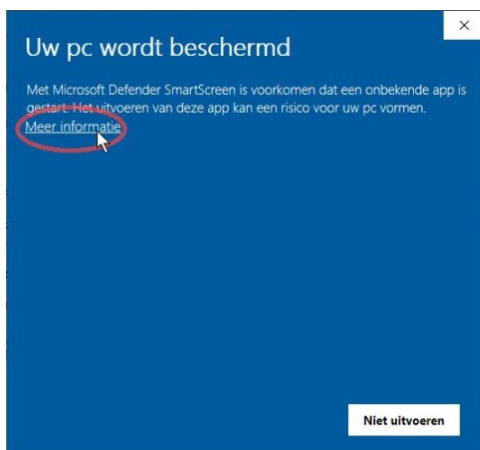 Uw pc wordt beschermd
Met Microsoft Defender SmartScreen is voorkomen dat een onbekende app is
gestart. Het uitvoeren van deze app kan een risico voor uw pc vormen.
Meer informatie
Niet uitvoeren